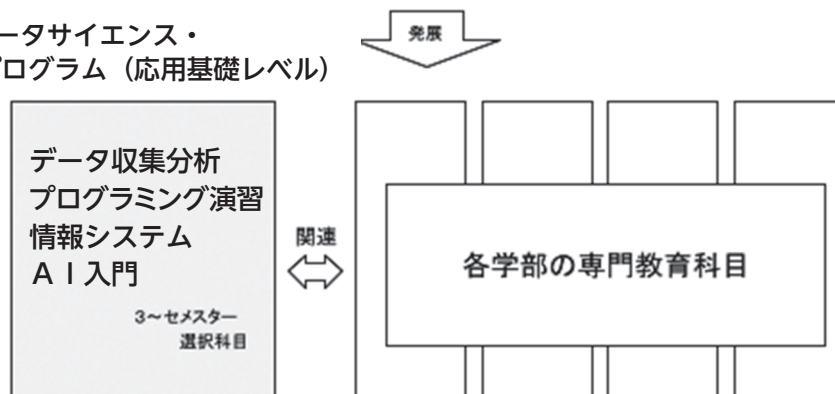 ータサイエンス・
プログラム（応用基礎レベル）
発展
データ収集分析
プログラミング演習
情報システム
ＡＩ入門
3～セメスター
選択科目
関連
各学部の専門教育科目